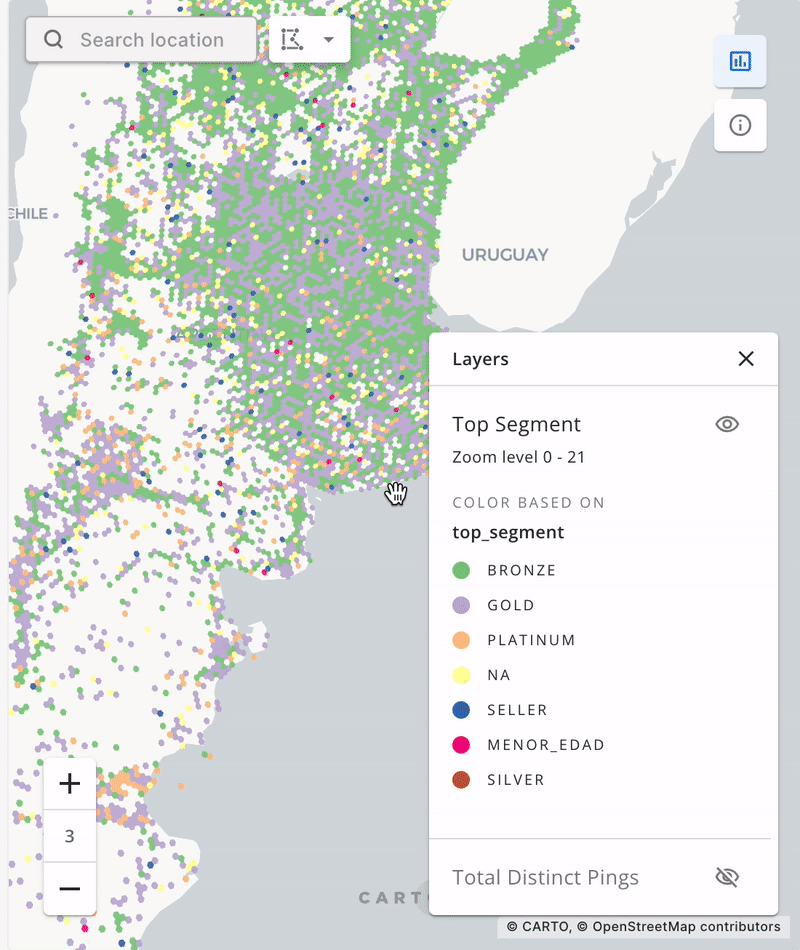 Search location
CHILE
URUGUAY
Layers
Top Segment
Zoom level 0 - 21
COLOR BASED ON
top_segment
BRONZE
GOLD
PLATINUM
NA
SELLER
MENOR_EDAD
SILVER
3
Total Distinct Pings
CART
© CARTO, © OpenStreetMap contributors